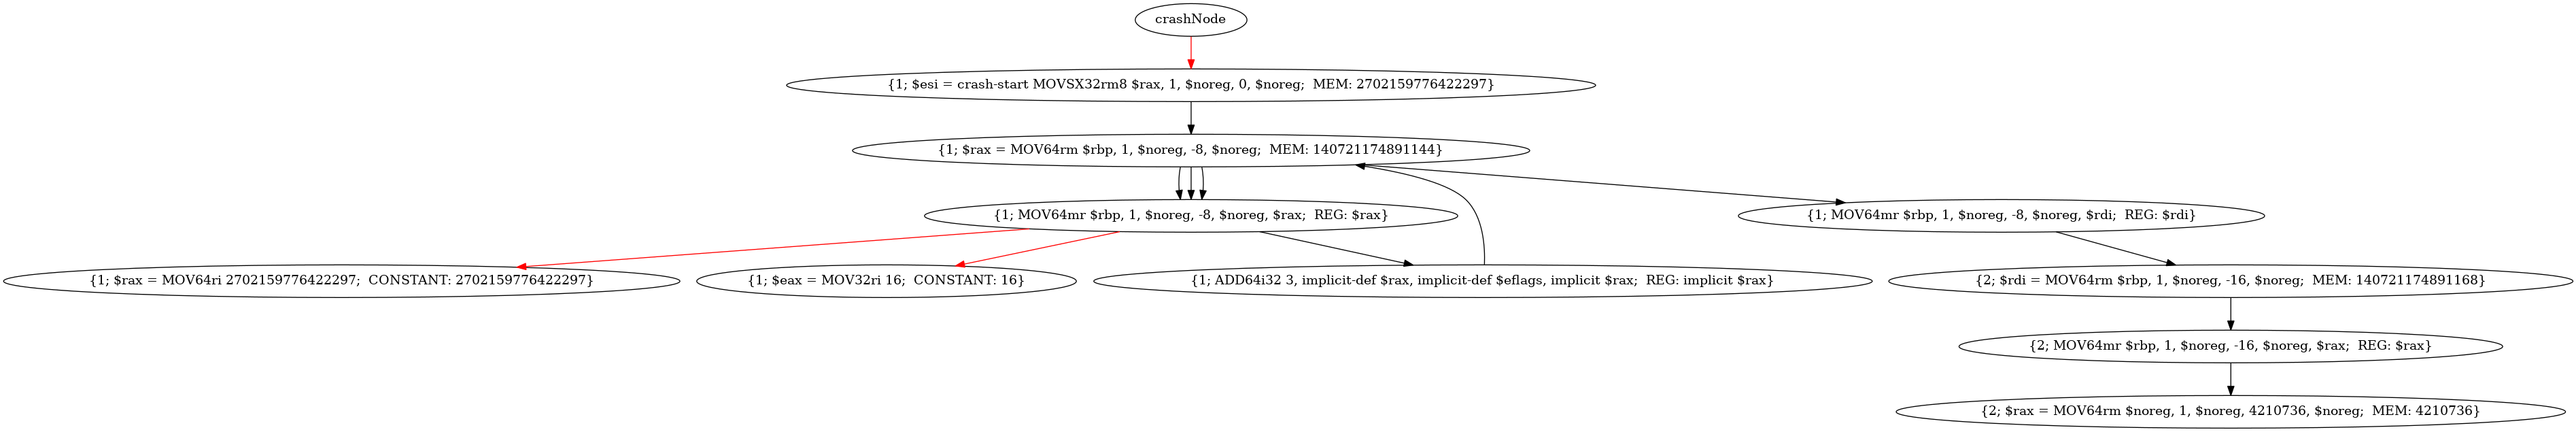 crashNode
{1; $esi = crash-start MOVSX32rm8 $rax, 1, $noreg, 0, $noreg;  MEM: 2702159776422297}
{1; $rax = MOV64rm $rbp, 1, $noreg, -8, $noreg;  MEM: 140721174891144}
{1; MOV64mr $rbp, 1, $noreg, -8, $noreg, $rax;  REG: $rax}
{1; MOV64mr $rbp, 1, $noreg, -8, $noreg, $rdi;  REG: $rdi}
{1; $rax = MOV64ri 2702159776422297;  CONSTANT: 2702159776422297}
{1; $eax = MOV32ri 16;  CONSTANT: 16}
{1; ADD64i32 3, implicit-def $rax, implicit-def $eflags, implicit $rax;  REG: implicit $rax}
{2; $rdi = MOV64rm $rbp, 1, $noreg, -16, $noreg;  MEM: 140721174891168}
{2; MOV64mr $rbp, 1, $noreg, -16, $noreg, $rax;  REG: $rax}
{2; $rax = MOV64rm $noreg, 1, $noreg, 4210736, $noreg;  MEM: 4210736}